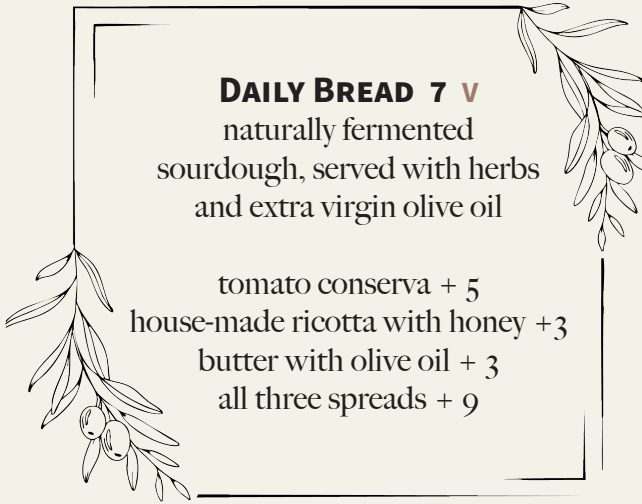 DAILY BREAD 7 V
naturally fermented
sourdough, served with herbs
and extra virgin olive oil
tomato conserva + 5
house-made ricotta with honey +3
butter with olive oil + 3
all three spreads + 9